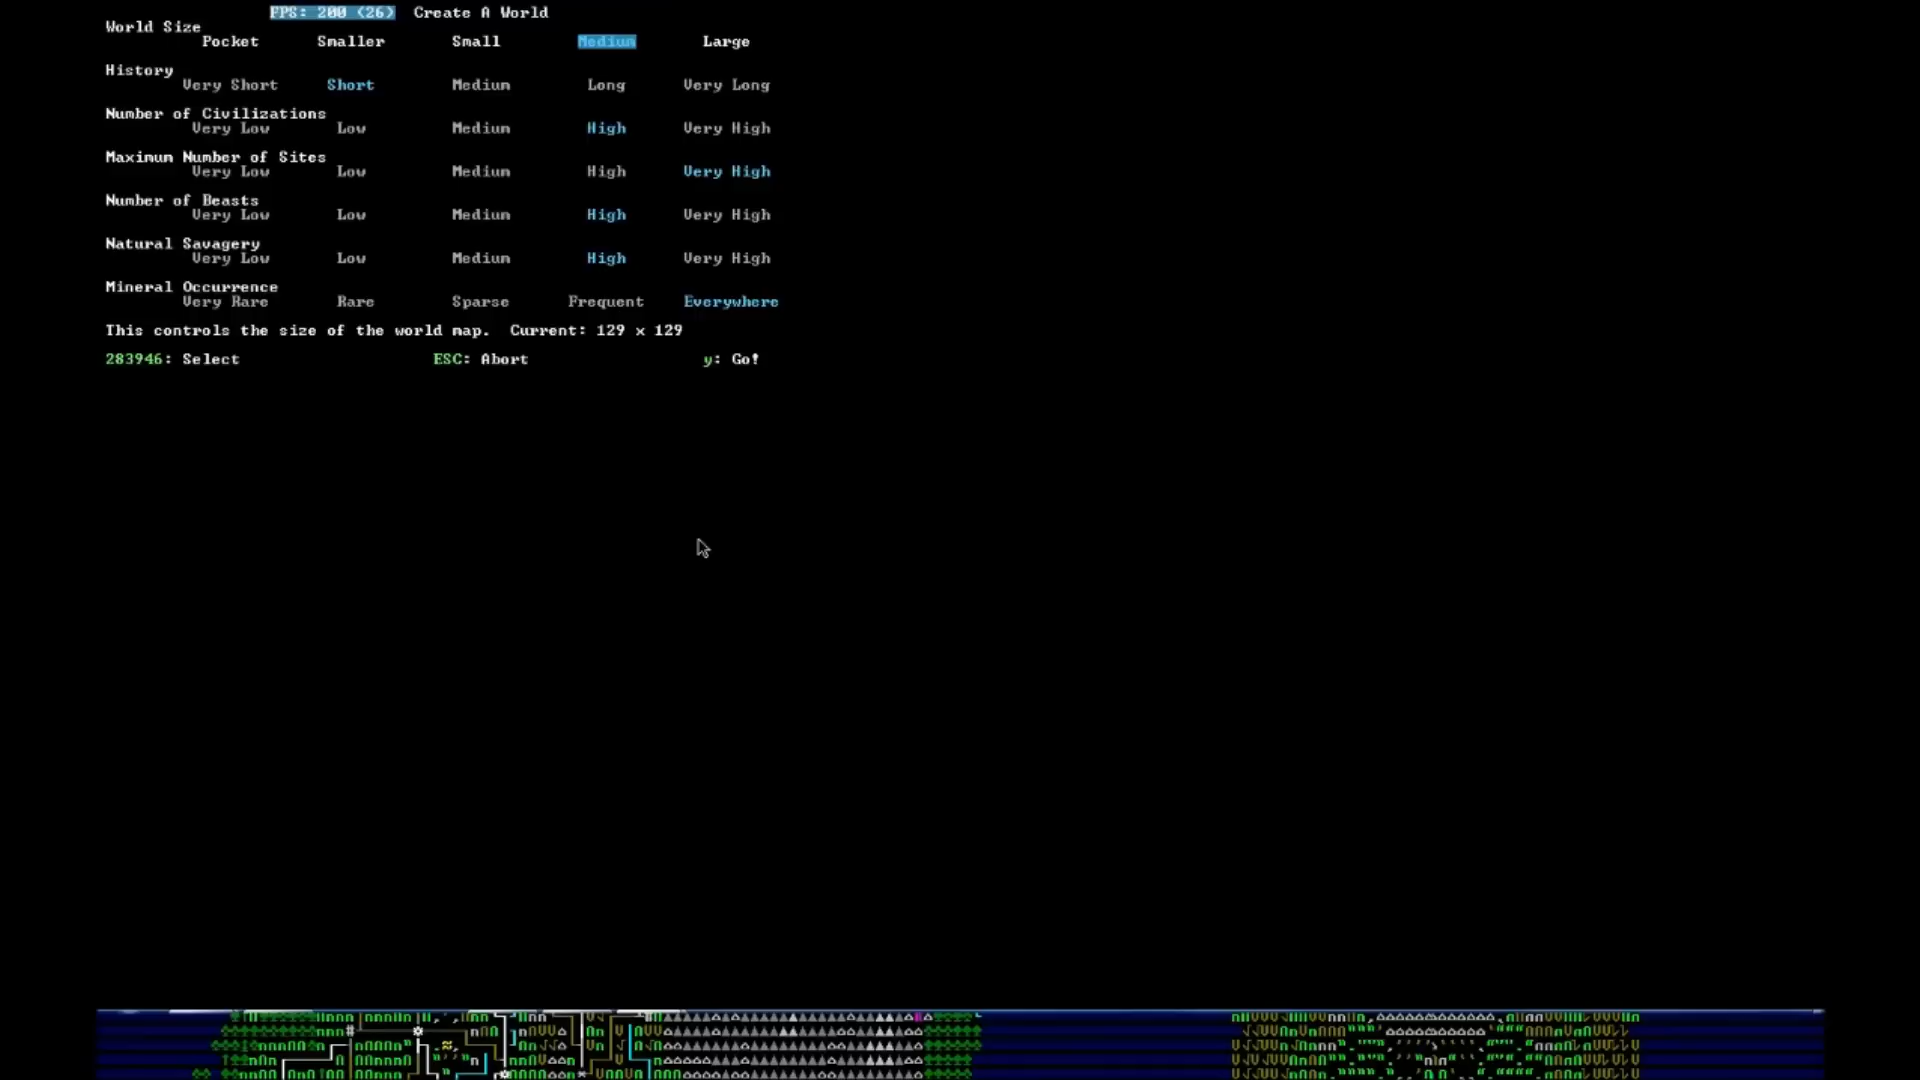 FPS: 200 (26) Create A World
World Size
Pocket Smaller Small Medium Large
History
Very Short Short Medium Long Very Long
Number of Civilizations
Very Low Low Medium High Very High
Maximum Number of Sites
Very Low Low Medium High Very High
Number of Beasts
Very Low Low Medium High Very High
Natural Savagery
Very Low Low Medium High Very High
Mineral Occurrence
Very Rare Rare Sparse Frequent Everywhere
This controls the size of the world map. Current: 129 x 129
283946: Select ESC: Abort y: Go!